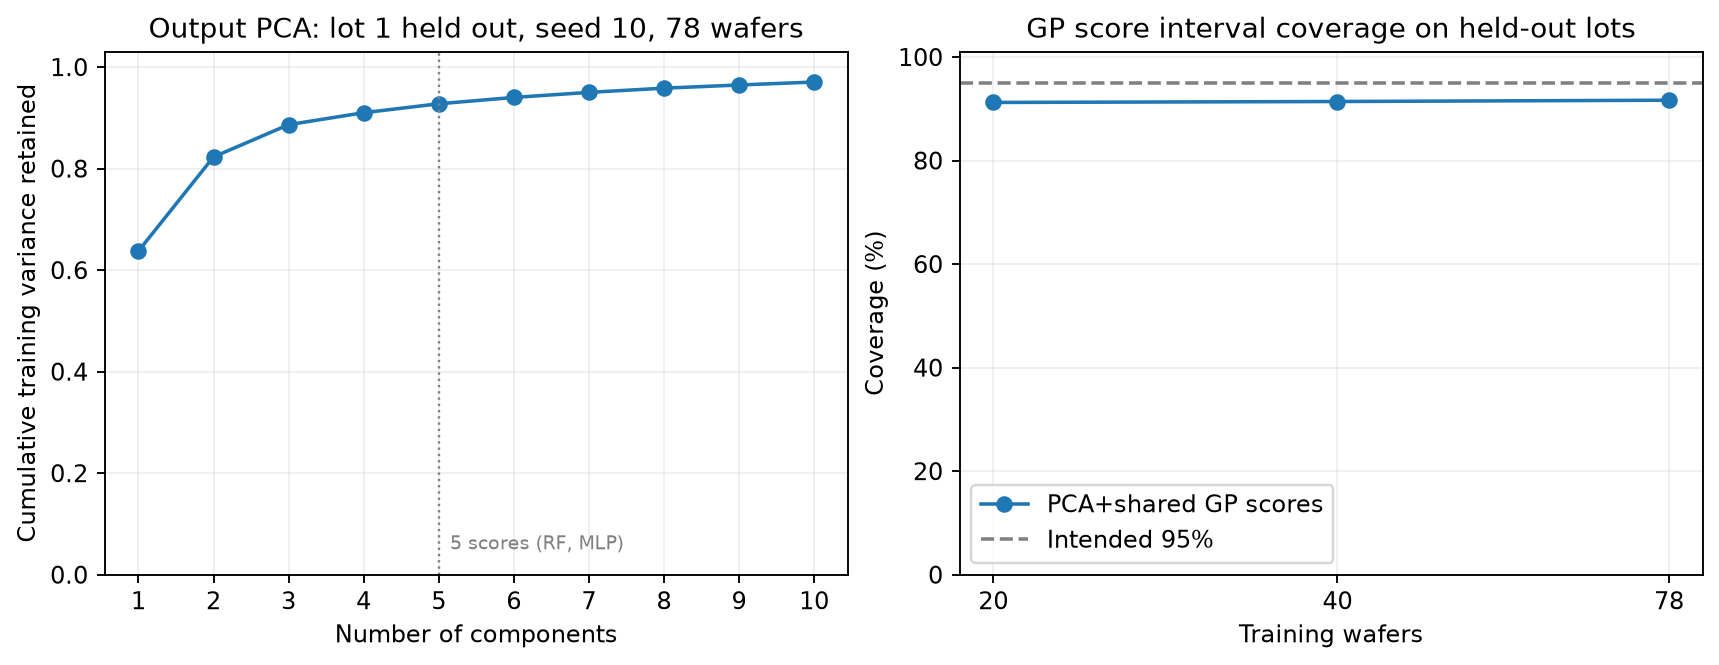 Output PCA: lot 1 held out, seed 10, 78 wafers
Cumulative training variance retained
1.0
0.8
0.6
0.4
0.2
0.0
5 scores (RF, MLP)
1 2 3 4 5 6 7 8 9 10
Number of components
GP score interval coverage on held-out lots
Coverage (%)
100
80
60
40
20
0
PCA+shared GP scores
Intended 95%
20 40 78
Training wafers